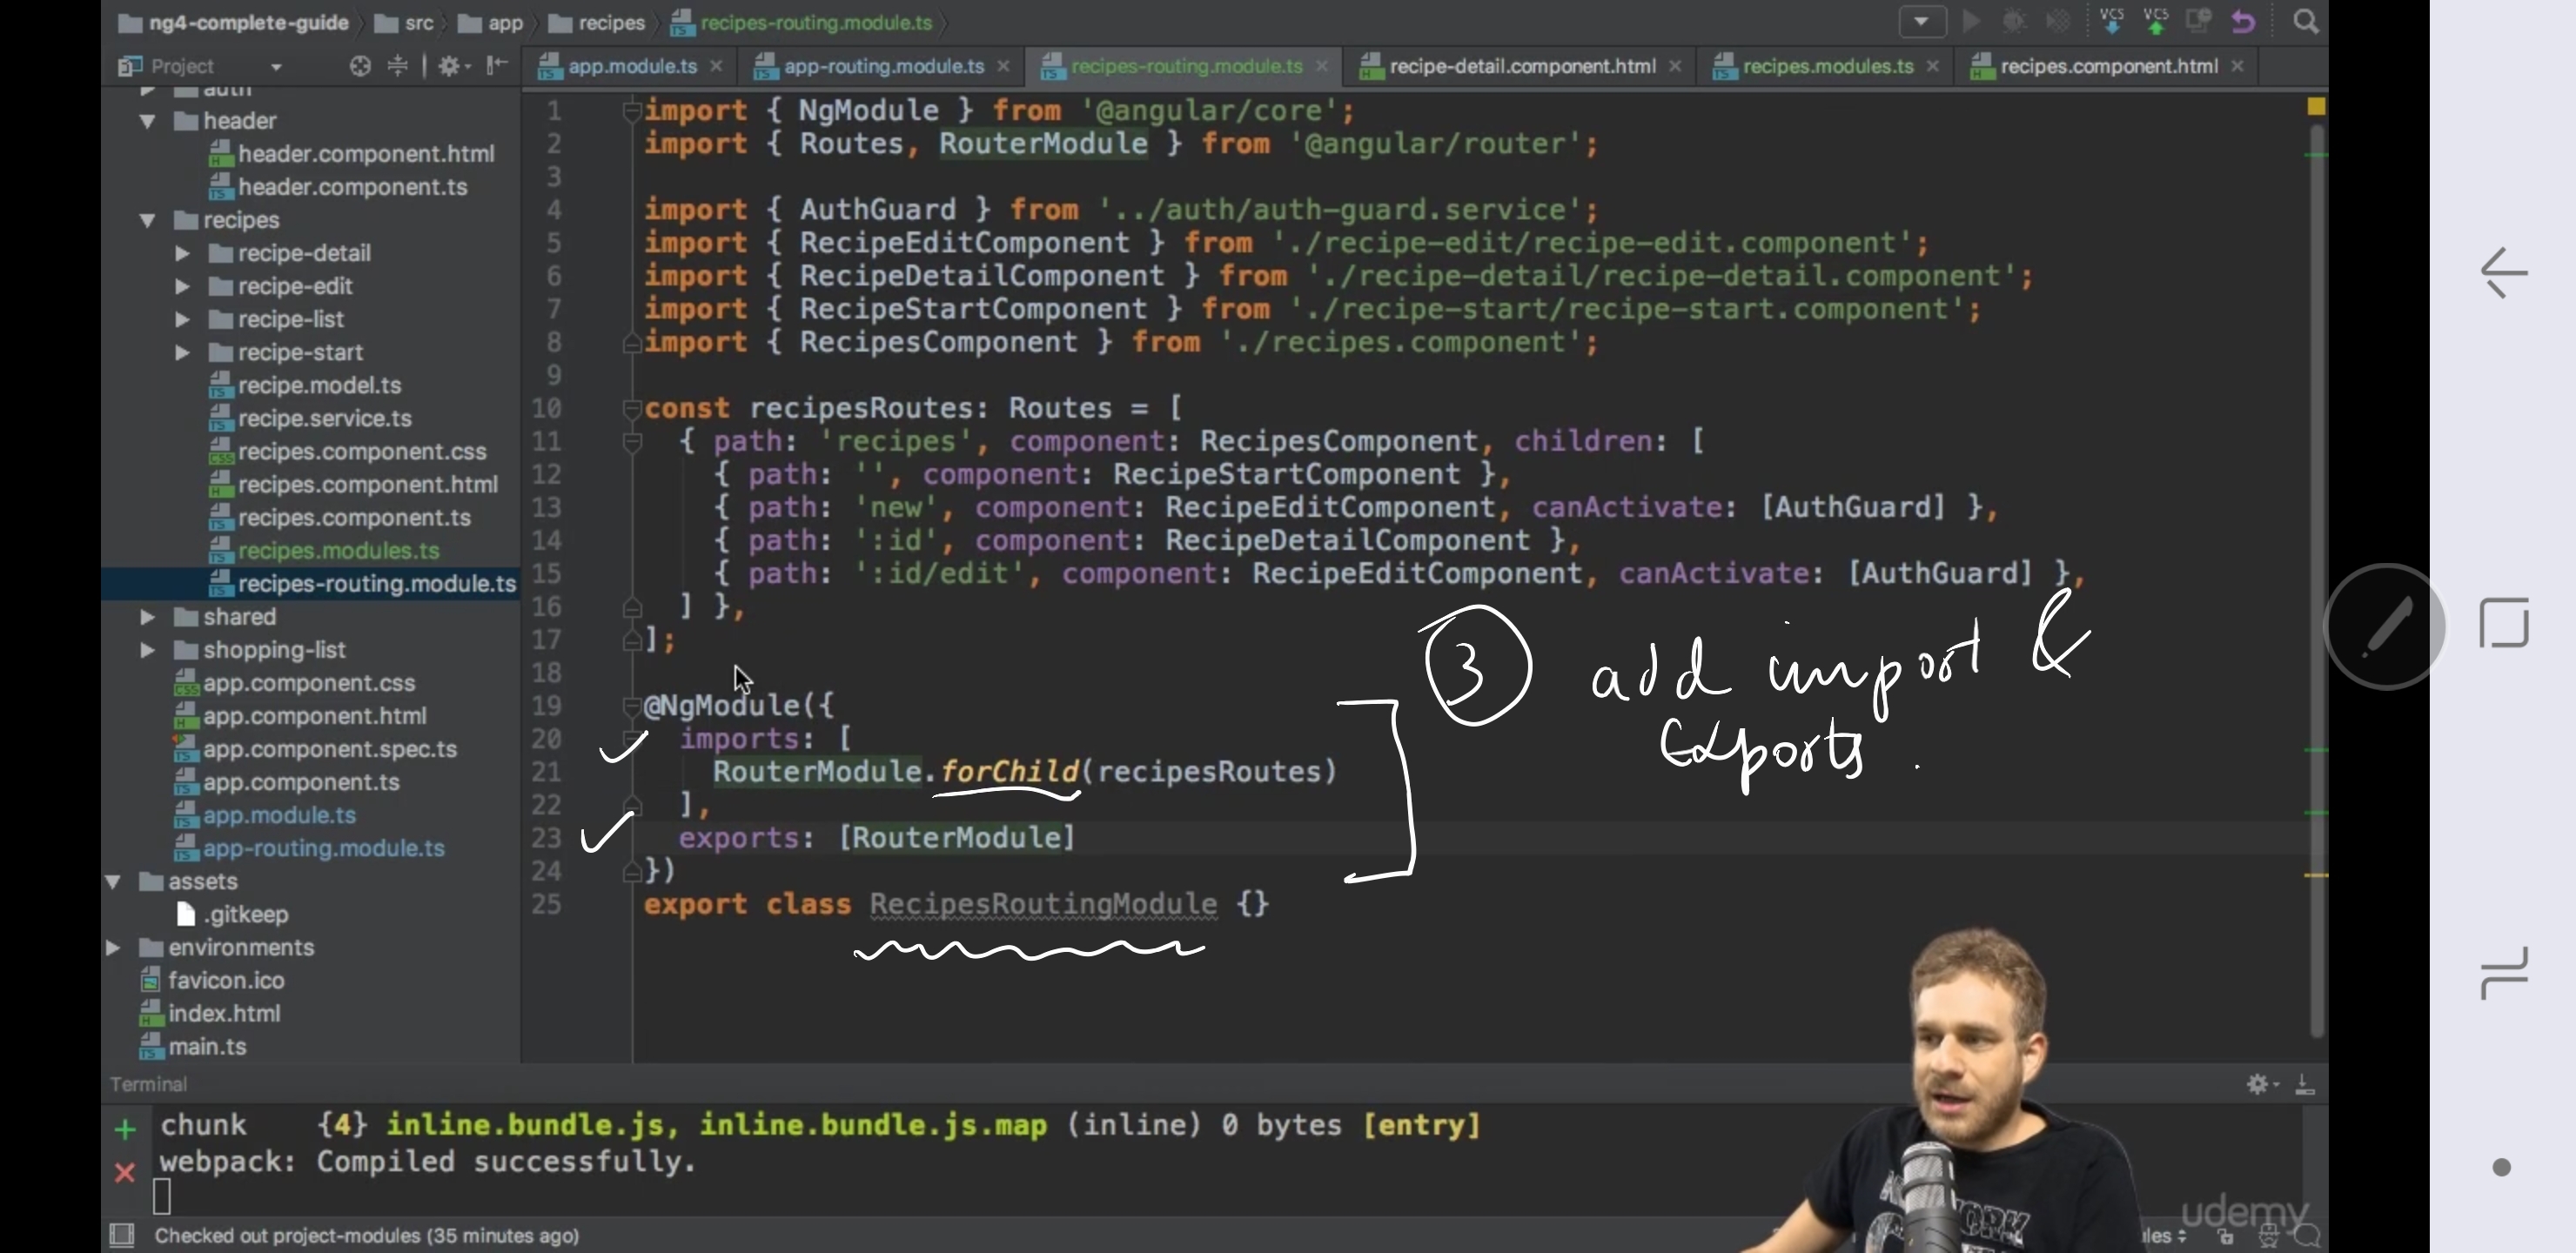 ng4-complete-guide src app recipes recipes-routing.module.ts
VCS VCS
Project
app.module.ts app-routing.module.ts recipes-routing.module.ts recipe-detail.component.html recipes.modules.ts recipes.component.html
auth
header
header.component.html
header.component.ts
recipes
recipe-detail
recipe-edit
recipe-list
recipe-start
recipe.model.ts
recipe.service.ts
recipes.component.css
recipes.component.html
recipes.component.ts
recipes.modules.ts
recipes-routing.module.ts
shared
shopping-list
app.component.css
app.component.html
app.component.spec.ts
app.component.ts
app.module.ts
app-routing.module.ts
assets
.gitkeep
environments
favicon.ico
index.html
main.ts
1 import { NgModule } from '@angular/core';
2 import { Routes, RouterModule } from '@angular/router';
3
4 import { AuthGuard } from '../auth/auth-guard.service';
5 import { RecipeEditComponent } from './recipe-edit/recipe-edit.component';
6 import { RecipeDetailComponent } from './recipe-detail/recipe-detail.component';
7 import { RecipeStartComponent } from './recipe-start/recipe-start.component';
8 import { RecipesComponent } from './recipes.component';
9
10 const recipesRoutes: Routes = [
11 { path: 'recipes', component: RecipesComponent, children: [
12 { path: '', component: RecipeStartComponent },
13 { path: 'new', component: RecipeEditComponent, canActivate: [AuthGuard] },
14 { path: ':id', component: RecipeDetailComponent },
15 { path: ':id/edit', component: RecipeEditComponent, canActivate: [AuthGuard] },
16 ] },
17 ];
18
19 @NgModule({
20 imports: [
21 RouterModule.forChild(recipesRoutes)
22 ],
23 exports: [RouterModule]
24 })
25 export class RecipesRoutingModule {}
3 add import &
Exports .
Terminal
chunk {4} inline.bundle.js, inline.bundle.js.map (inline) 0 bytes [entry]
webpack: Compiled successfully.
Checked out project-modules (35 minutes ago)
udemy